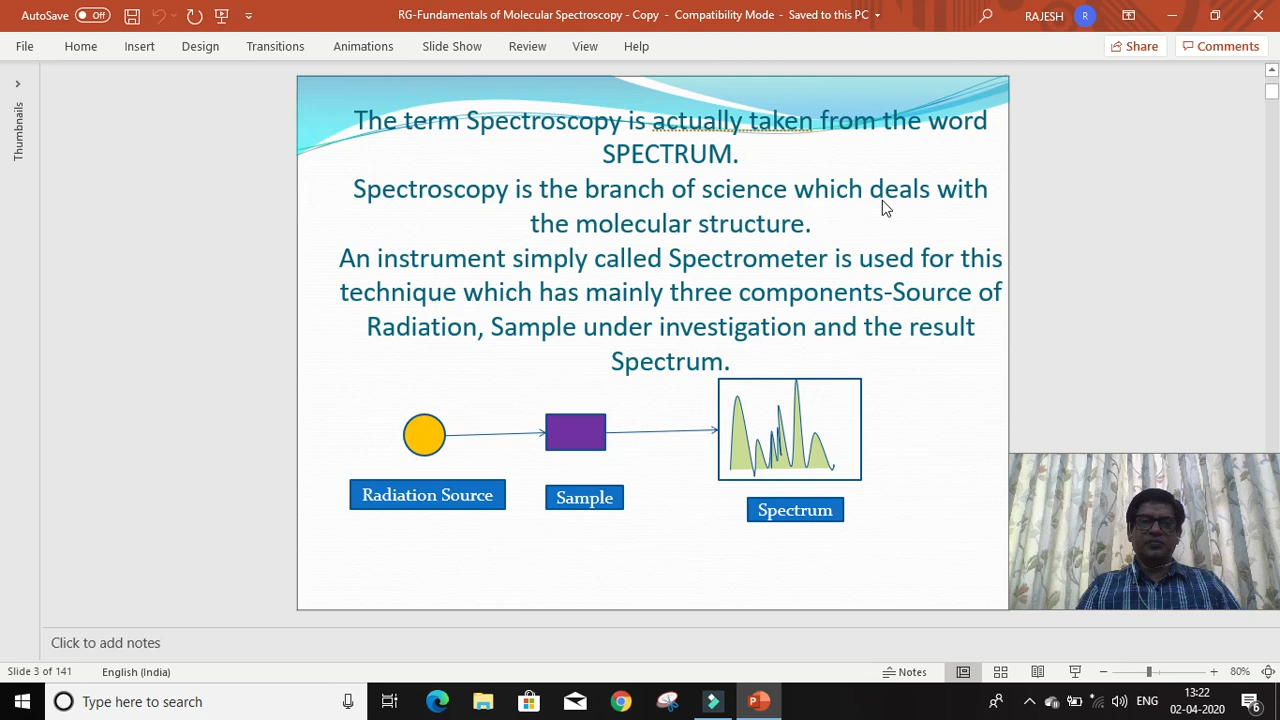 AutoSave
Off
RG-Fundamentals of Molecular Spectroscopy - Copy - Compatibility Mode - Saved to this PC
RAJESH
R
File
Home
Insert
Design
Transitions
Animations
Slide Show
Review
View
Help
Share
Comments
Thumbnails
The term Spectroscopy is actually taken from the word
SPECTRUM.
Spectroscopy is the branch of science which deals with
the molecular structure.
An instrument simply called Spectrometer is used for this
technique which has mainly three components-Source of
Radiation, Sample under investigation and the result
Spectrum.
Radiation Source
Sample
Spectrum
Click to add notes
Slide 3 of 141
English (India)
Notes
80%
Type here to search
ENG
13:22
02-04-2020
6